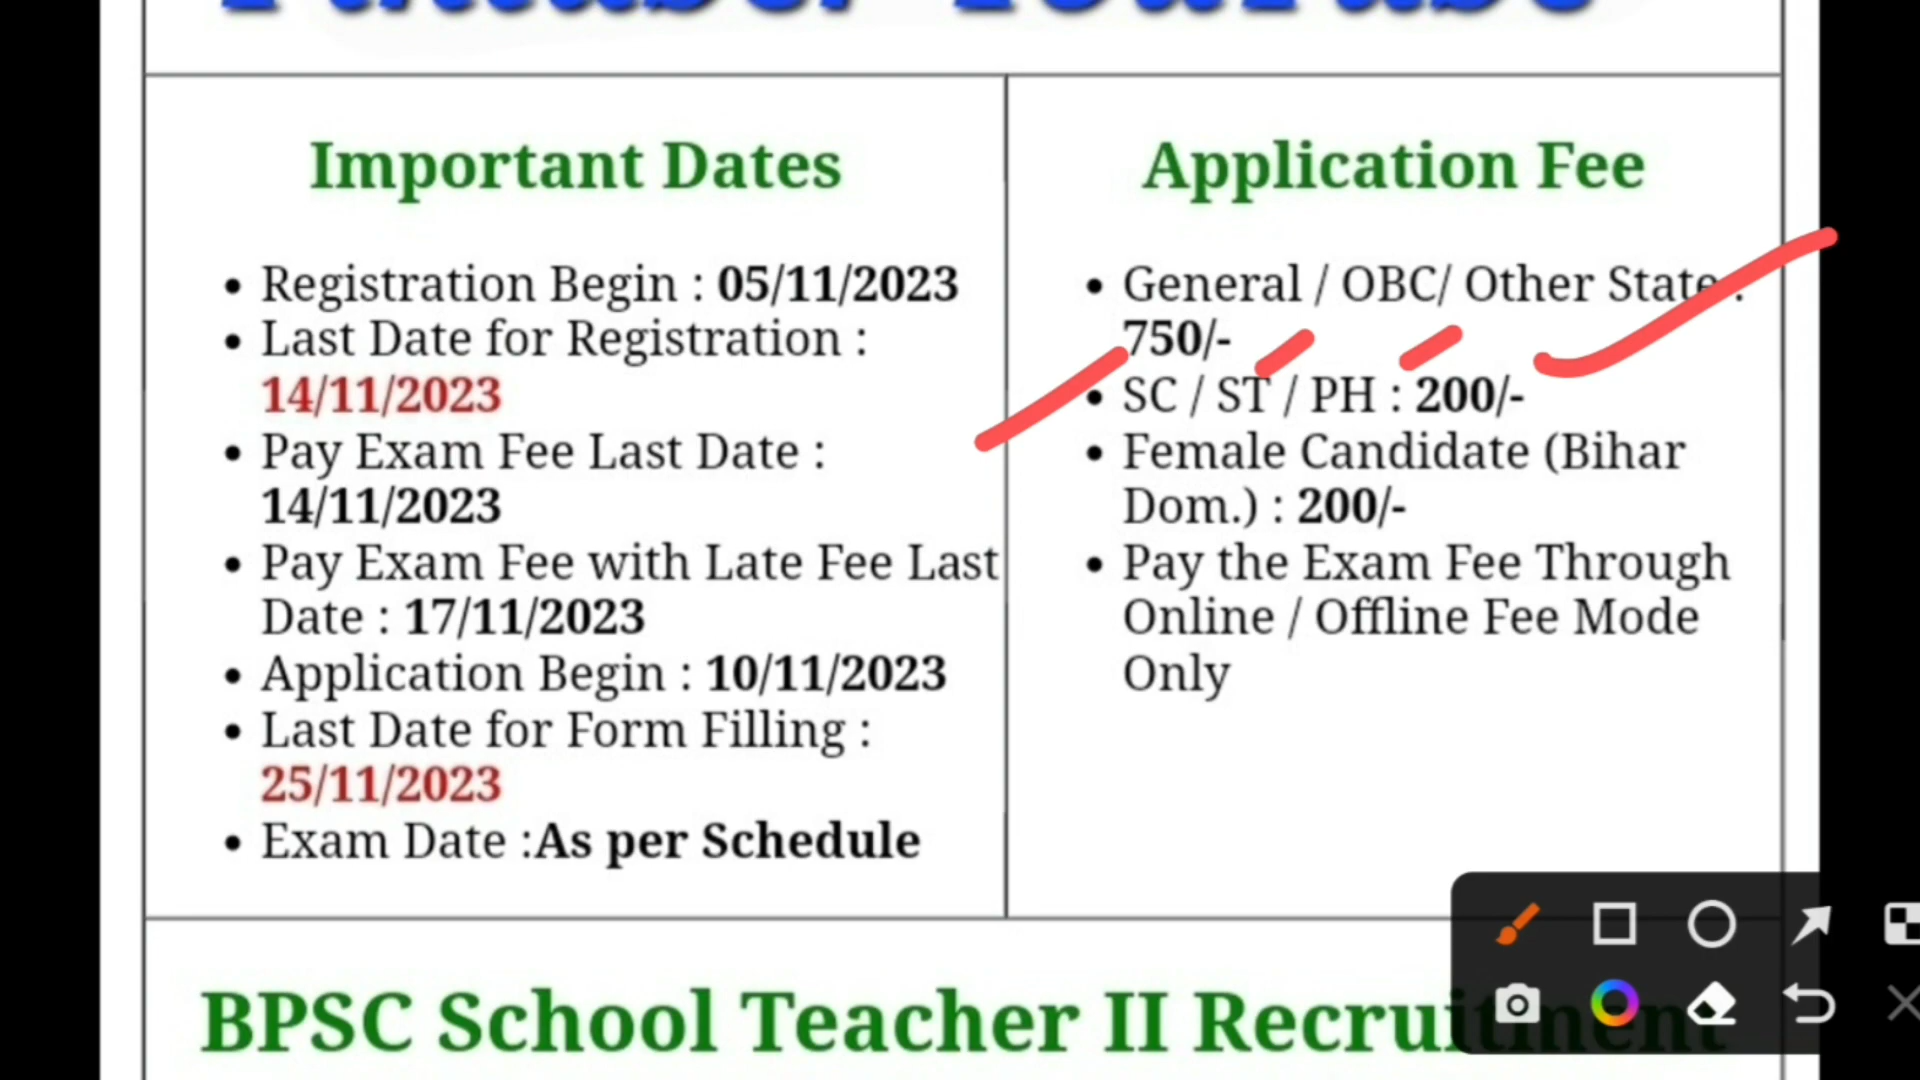 Important Dates
Registration Begin : 05/11/2023
Last Date for Registration :
14/11/2023
Pay Exam Fee Last Date :
14/11/2023
Pay Exam Fee with Late Fee Last
Date : 17/11/2023
Application Begin : 10/11/2023
Last Date for Form Filling :
25/11/2023
Exam Date :As per Schedule
Application Fee
General / OBC/ Other State :
750/-
SC / ST / PH : 200/-
Female Candidate (Bihar
Dom.) : 200/-
Pay the Exam Fee Through
Online / Offline Fee Mode
Only
BPSC School Teacher II Recruitment